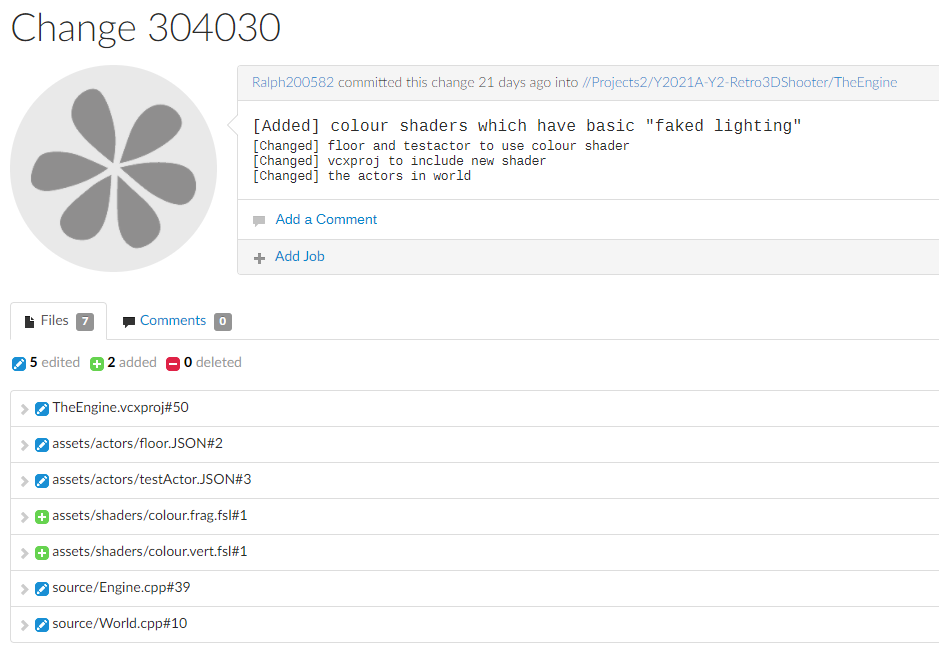 Change 304030
Ralph200582 committed this change 21 days ago into //Projects2/Y2021A-Y2-Retro3DShooter/TheEngine
[Added] colour shaders which have basic "faked lighting"
[Changed] floor and testactor to use colour shader
[Changed] vcxproj to include new shader
[Changed] the actors in world
Add a Comment
Add Job
Files 7 Comments 0
5 edited 2 added 0 deleted
TheEngine.vcxproj#50
assets/actors/floor.JSON#2
assets/actors/testActor.JSON#3
assets/shaders/colour.frag.fsl#1
assets/shaders/colour.vert.fsl#1
source/Engine.cpp#39
source/World.cpp#10